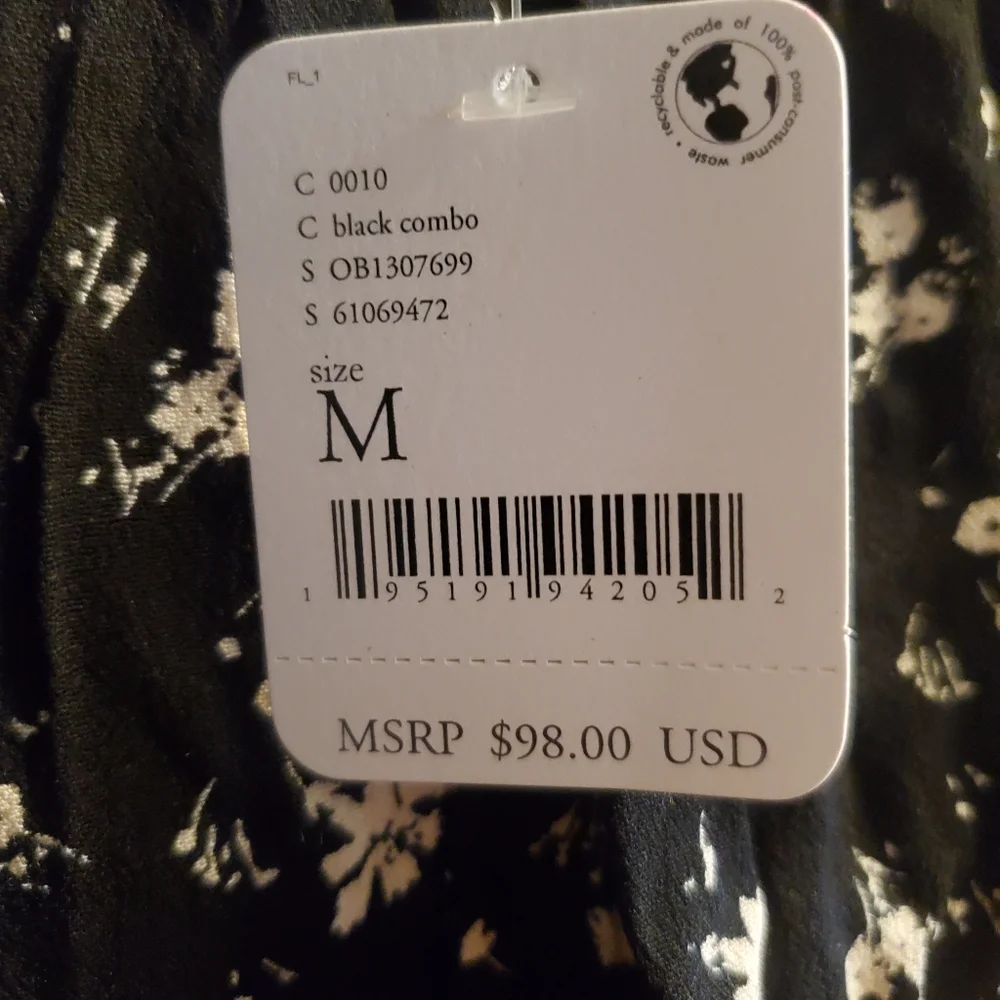 FL_1
recyclable & made of 100% post-consumer waste •
C 0010
C black combo
S OB1307699
S 61069472
size
M
1 95191 94205 2
MSRP $98.00 USD